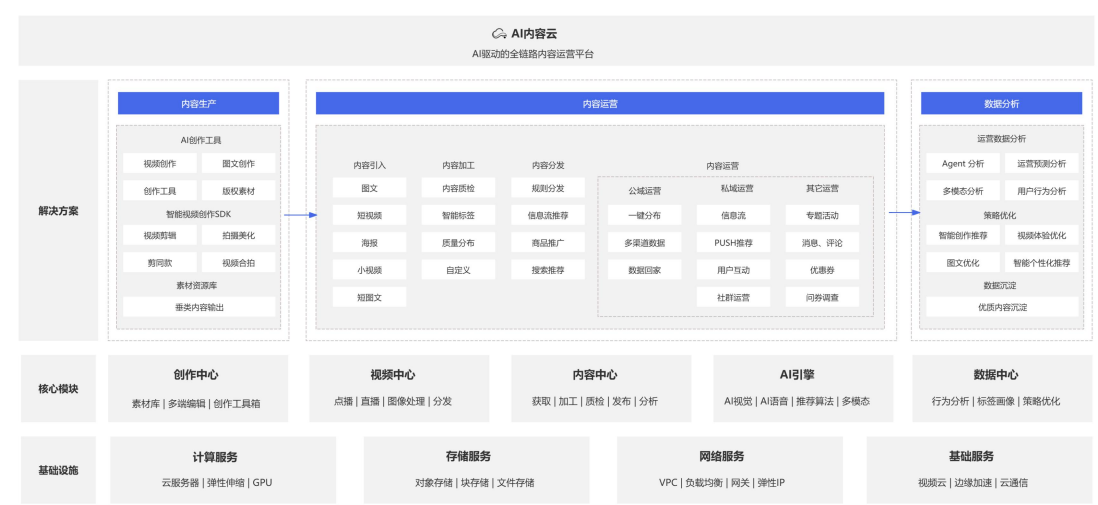 AI内容云
AI驱动的全链路内容运营平台
解决方案
内容生产
AI创作工具
视频创作 图文创作
创作工具 版权素材
智能视频创作SDK
视频剪辑 拍摄美化
剪同款 视频合拍
素材资源库
垂类内容输出
内容运营
内容引入 内容加工 内容分发 内容运营
图文 内容质检 规则分发 公域运营 私域运营 其它运营
短视频 智能标签 信息流推荐 一键分布 信息流 专题活动
海报 质量分布 商品推广 多渠道数据 PUSH推荐 消息、评论
小视频 自定义 搜索推荐 数据回家 用户互动 优惠券
短图文 社群运营 问券调查
数据分析
运营数据分析
Agent 分析 运营预测分析
多模态分析 用户行为分析
策略优化
智能创作推荐 视频体验优化
图文优化 智能个性化推荐
数据沉淀
优质内容沉淀
核心模块
创作中心
素材库 | 多端编辑 | 创作工具箱
视频中心
点播 | 直播 | 图像处理 | 分发
内容中心
获取 | 加工 | 质检 | 发布 | 分析
AI引擎
AI视觉 | AI语音 | 推荐算法 | 多模态
数据中心
行为分析 | 标签画像 | 策略优化
基础设施
计算服务
云服务器 | 弹性伸缩 | GPU
存储服务
对象存储 | 块存储 | 文件存储
网络服务
VPC | 负载均衡 | 网关 | 弹性IP
基础服务
视频云 | 边缘加速 | 云通信